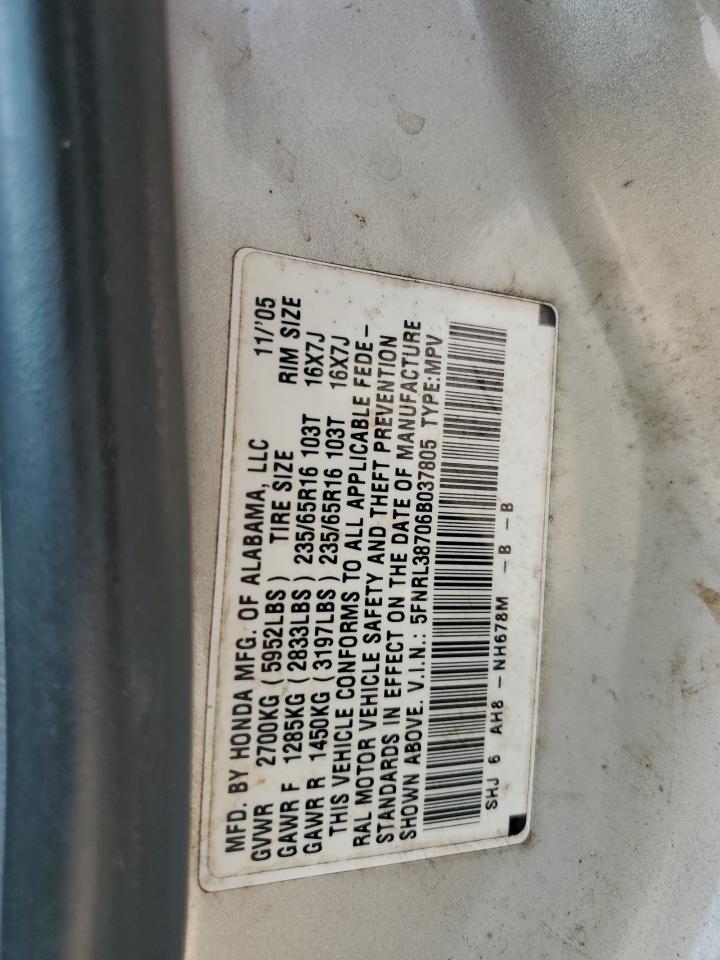 MFD. BY HONDA MFG. OF ALABAMA, LLC 11/'05
GVWR 2700KG (5952LBS) TIRE SIZE RIM SIZE
GAWR F 1285KG (2833LBS) 235/65R16 103T 16X7J
GAWR R 1450KG (3197LBS) 235/65R16 103T 16X7J
THIS VEHICLE CONFORMS TO ALL APPLICABLE FEDE-
RAL MOTOR VEHICLE SAFETY AND THEFT PREVENTION
STANDARDS IN EFFECT ON THE DATE OF MANUFACTURE
SHOWN ABOVE. V.I.N.: 5FNRL38706B037805 TYPE:MPV
SHJ 6 AH8 -NH678M -B -B